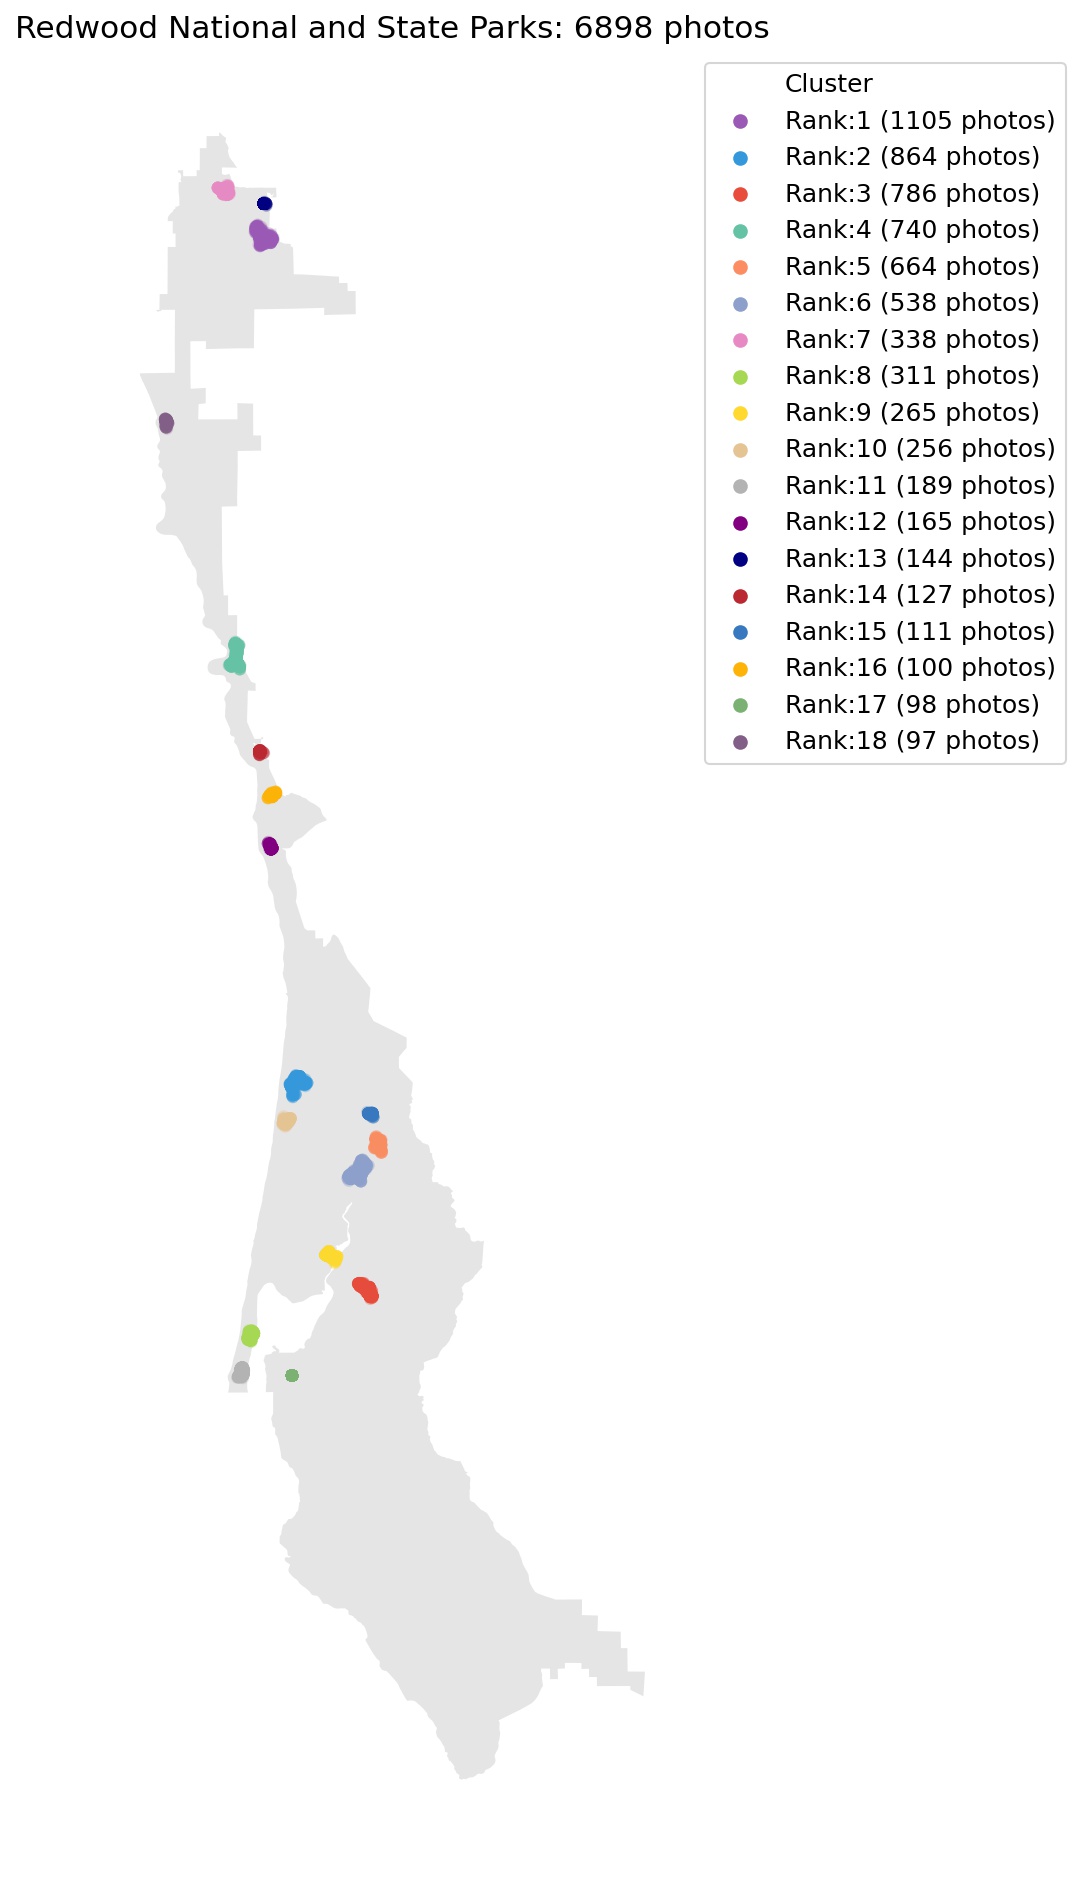 Redwood National and State Parks: 6898 photos
Cluster
Rank:1 (1105 photos)
Rank:2 (864 photos)
Rank:3 (786 photos)
Rank:4 (740 photos)
Rank:5 (664 photos)
Rank:6 (538 photos)
Rank:7 (338 photos)
Rank:8 (311 photos)
Rank:9 (265 photos)
Rank:10 (256 photos)
Rank:11 (189 photos)
Rank:12 (165 photos)
Rank:13 (144 photos)
Rank:14 (127 photos)
Rank:15 (111 photos)
Rank:16 (100 photos)
Rank:17 (98 photos)
Rank:18 (97 photos)